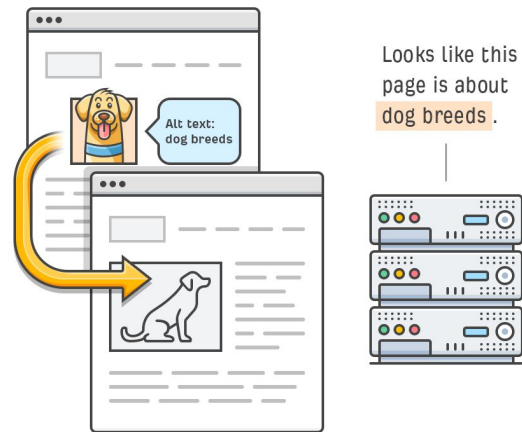 Alt text:
dog breeds
Looks like this
page is about
dog breeds.